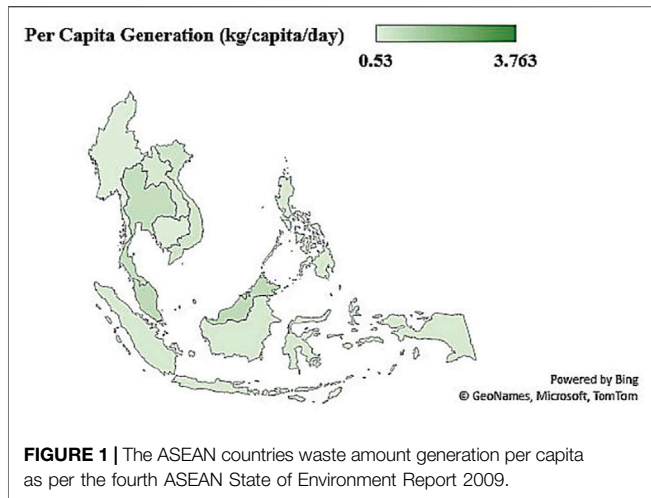 Per Capita Generation (kg/capita/day)
0.53 3.763
Powered by Bing
© GeoNames, Microsoft, TomTom
FIGURE 1 | The ASEAN countries waste amount generation per capita
as per the fourth ASEAN State of Environment Report 2009.